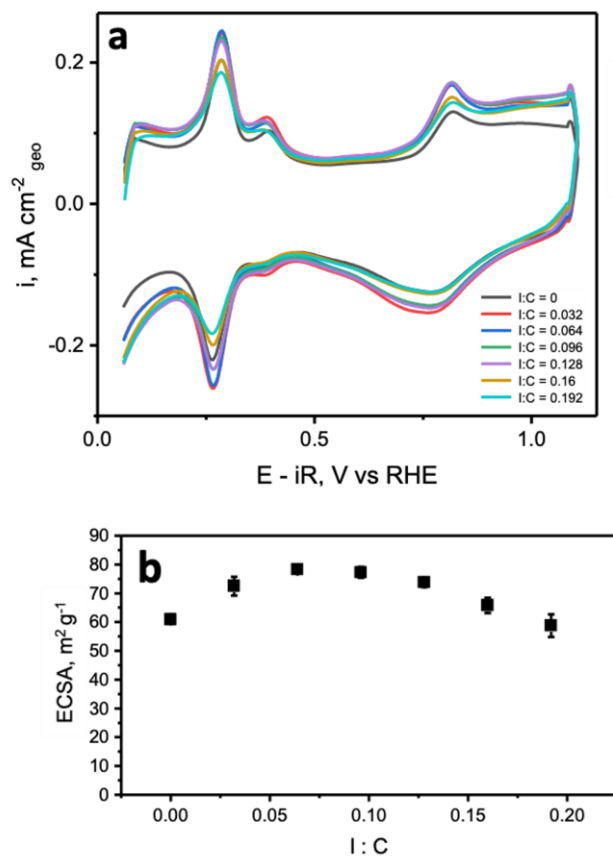 a
i, mA cm⁻² geo
0.2
0.0
-0.2
I:C = 0
I:C = 0.032
I:C = 0.064
I:C = 0.096
I:C = 0.128
I:C = 0.16
I:C = 0.192
0.0 0.5 1.0
E - iR, V vs RHE
b
ECSA, m² g⁻¹
90
80
70
60
50
40
30
20
10
0
0.00 0.05 0.10 0.15 0.20
I : C